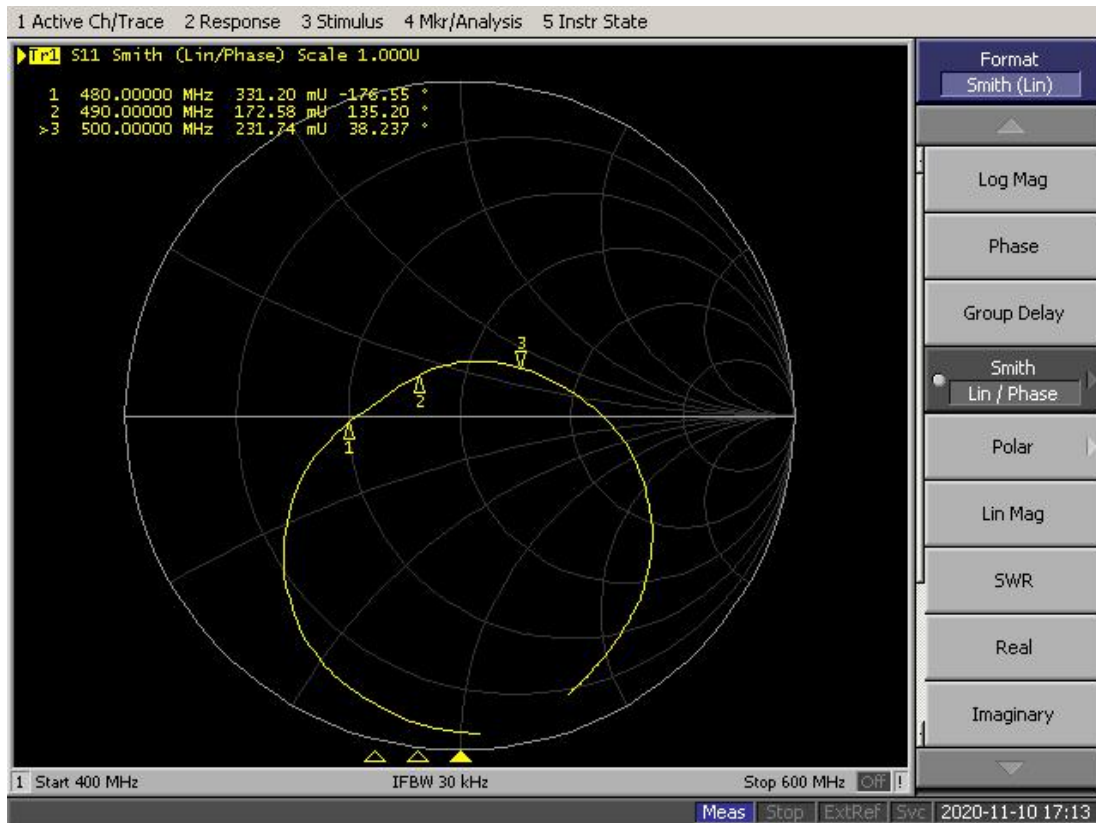 1 Active Ch/Trace 2 Response 3 Stimulus 4 Mkr/Analysis 5 Instr State
Tr1 S11 Smith (Lin/Phase) Scale 1.000U
1 480.00000 MHz 331.20 mU -176.55 °
2 490.00000 MHz 172.58 mU 135.20 °
>3 500.00000 MHz 231.74 mU 38.237 °
3
2
1
1 Start 400 MHz IFBW 30 kHz Stop 600 MHz Off !
Meas Stop ExtRef Svc 2020-11-10 17:13
Format
Smith (Lin)
Log Mag
Phase
Group Delay
Smith
Lin / Phase
Polar
Lin Mag
SWR
Real
Imaginary